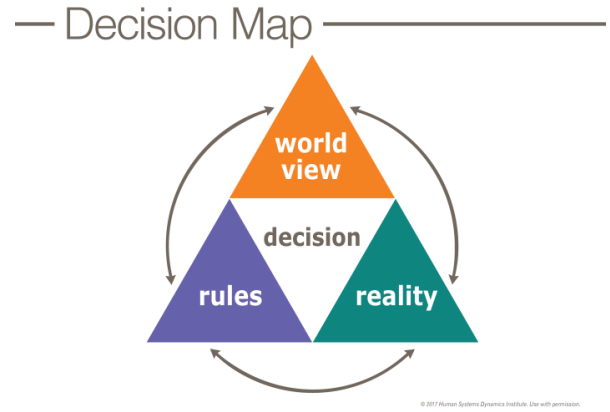 Decision Map
world
view
decision
rules
reality
© 2017 Human Systems Dynamics Institute. Use with permission.